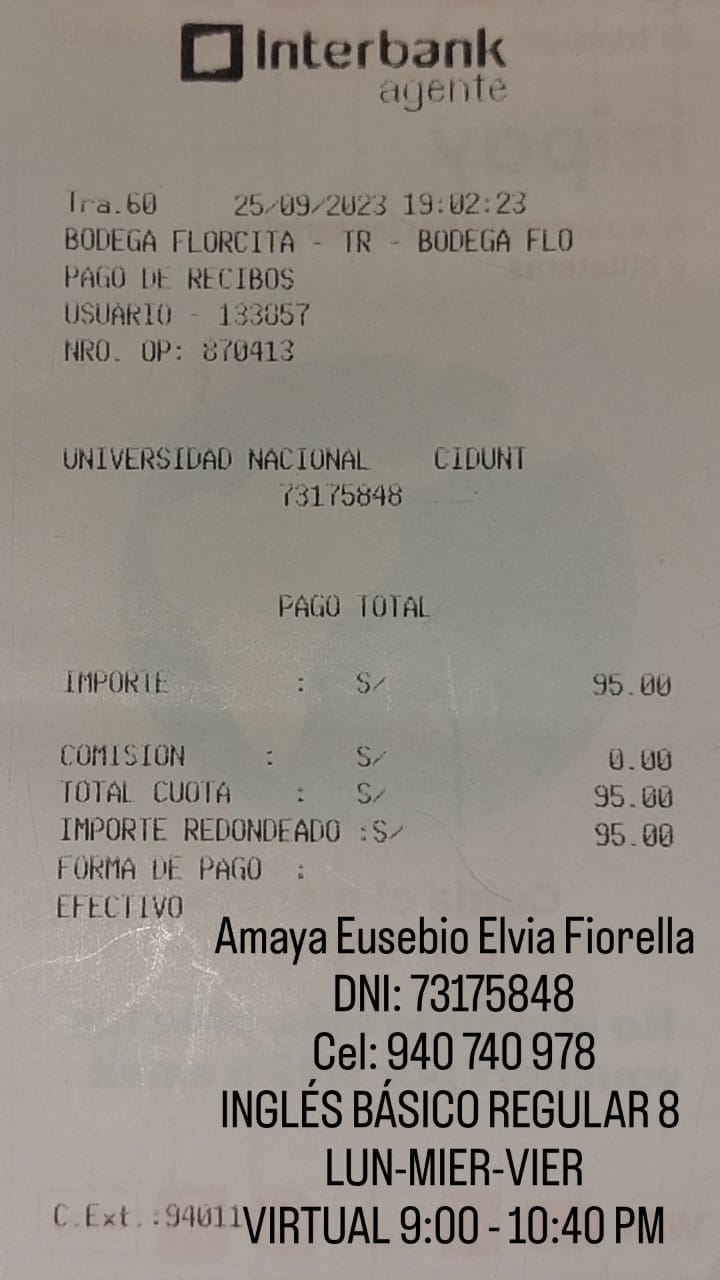 Interbank
agente
Tra.60 25/09/2023 19:02:23
BODEGA FLORCITA - TR - BODEGA FLO
PAGO DE RECIBOS
USUARIO - 133057
NRO. OP: 870413
UNIVERSIDAD NACIONAL CIDUNT
73175848
PAGO TOTAL
IMPORTE : S/ 95.00
COMISION : S/ 0.00
TOTAL CUOTA : S/ 95.00
IMPORTE REDONDEADO :S/ 95.00
FORMA DE PAGO :
EFECTIVO
Amaya Eusebio Elvia Fiorella
DNI: 73175848
Cel: 940 740 978
INGLÉS BÁSICO REGULAR 8
LUN-MIER-VIER
C.Ext.:94011
VIRTUAL 9:00 - 10:40 PM